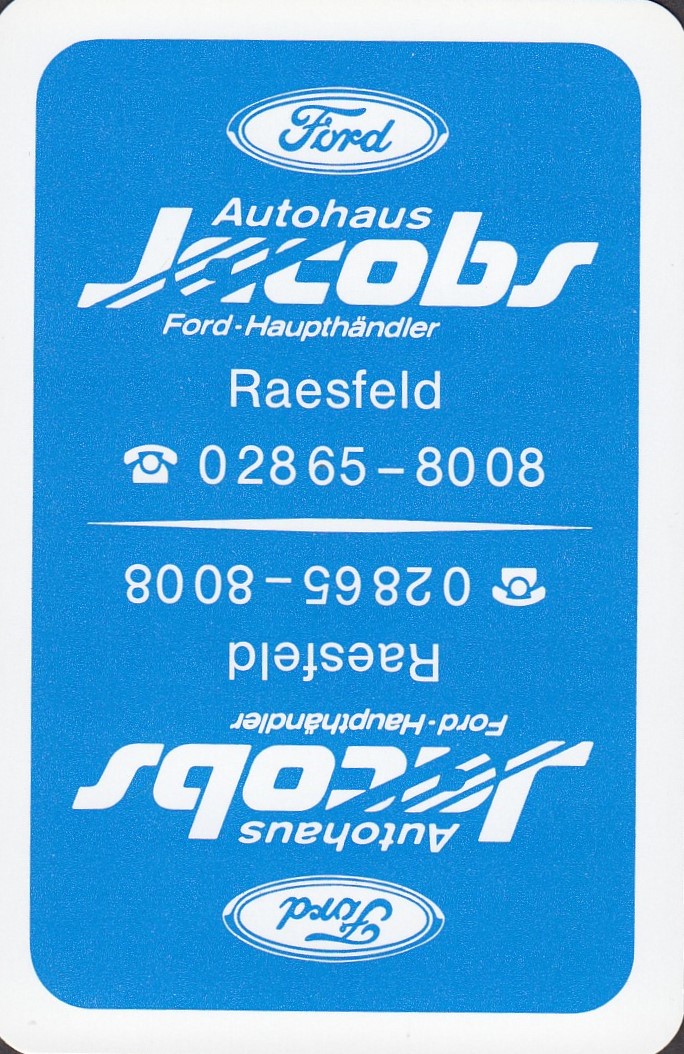 Ford
Autohaus
Jacobs
Ford-Haupthändler
Raesfeld
02865-8008
02865-8008
Raesfeld
Ford-Haupthändler
Jacobs
Autohaus
Ford